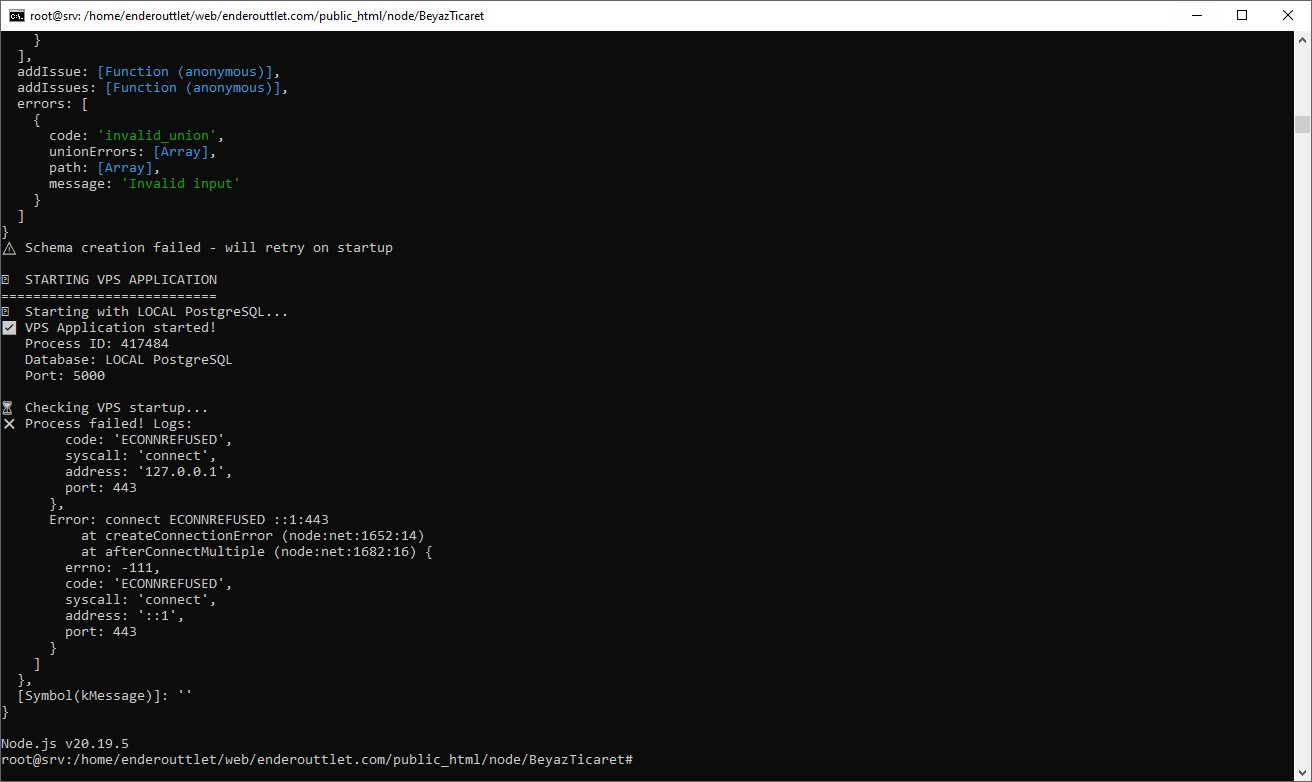 root@srv: /home/enderouttlet/web/enderouttlet.com/public_html/node/BeyazTicaret
    }
  ],
  addIssue: [Function (anonymous)],
  addIssues: [Function (anonymous)],
  errors: [
    {
      code: 'invalid_union',
      unionErrors: [Array],
      path: [Array],
      message: 'Invalid input'
    }
  ]
}
⚠ Schema creation failed - will retry on startup
STARTING VPS APPLICATION
===========================
Starting with LOCAL PostgreSQL...
✅ VPS Application started!
   Process ID: 417484
   Database: LOCAL PostgreSQL
   Port: 5000
⏳ Checking VPS startup...
❌ Process failed! Logs:
        code: 'ECONNREFUSED',
        syscall: 'connect',
        address: '127.0.0.1',
        port: 443
      },
      Error: connect ECONNREFUSED ::1:443
          at createConnectionError (node:net:1652:14)
          at afterConnectMultiple (node:net:1682:16) {
        errno: -111,
        code: 'ECONNREFUSED',
        syscall: 'connect',
        address: '::1',
        port: 443
      }
    ]
  },
  [Symbol(kMessage)]: ''
}
Node.js v20.19.5
root@srv:/home/enderouttlet/web/enderouttlet.com/public_html/node/BeyazTicaret#